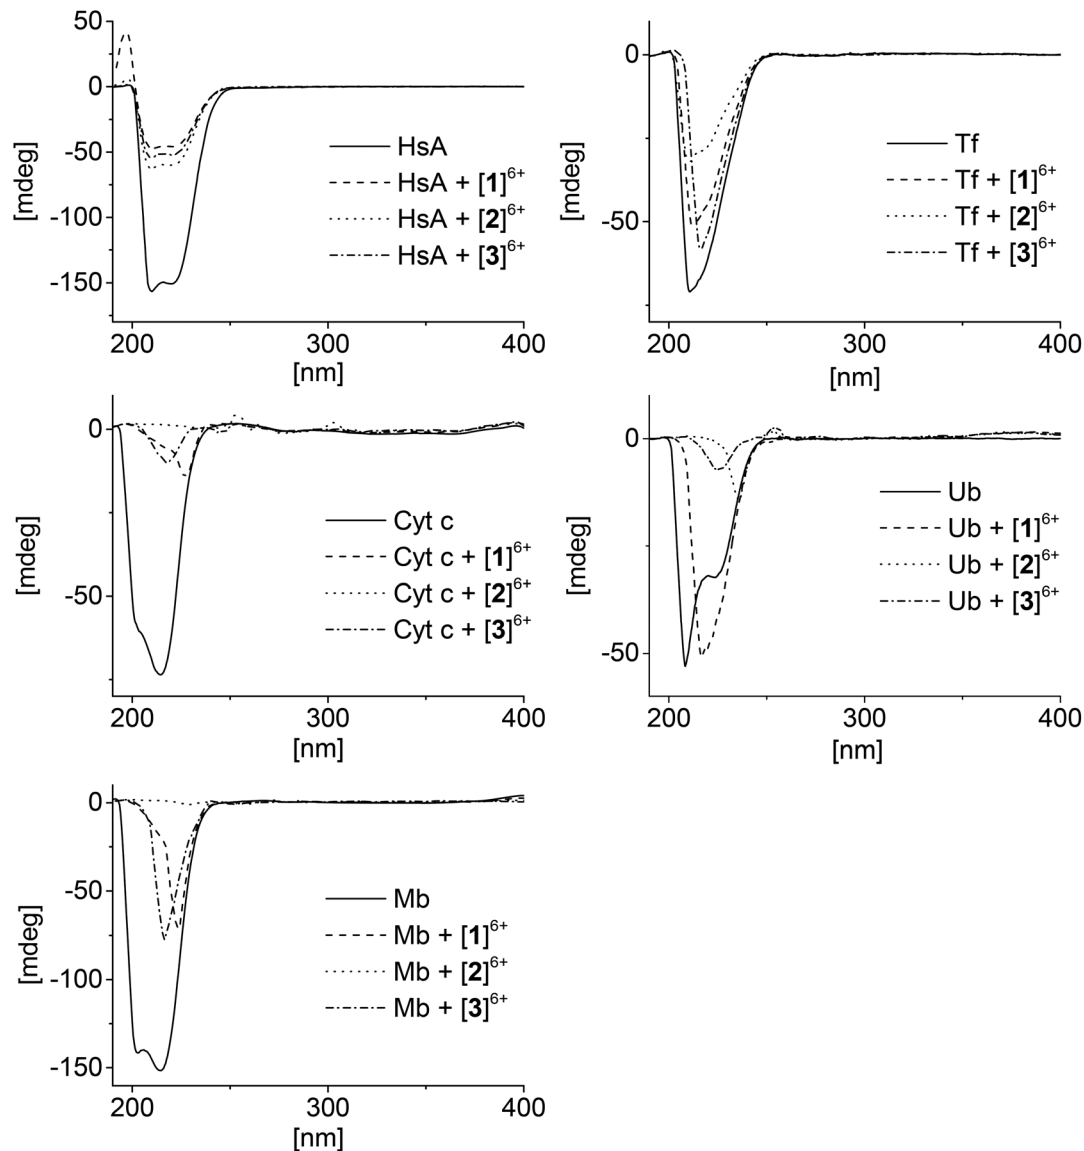 [mdeg]
50
0
-50
-100
-150
HsA
HsA + [1]⁶⁺
HsA + [2]⁶⁺
HsA + [3]⁶⁺
200
300
400
[nm]
[mdeg]
0
-50
Tf
Tf + [1]⁶⁺
Tf + [2]⁶⁺
Tf + [3]⁶⁺
200
300
400
[nm]
[mdeg]
0
-50
Cyt c
Cyt c + [1]⁶⁺
Cyt c + [2]⁶⁺
Cyt c + [3]⁶⁺
200
300
400
[nm]
[mdeg]
0
-50
Ub
Ub + [1]⁶⁺
Ub + [2]⁶⁺
Ub + [3]⁶⁺
200
300
400
[nm]
[mdeg]
0
-50
-100
-150
Mb
Mb + [1]⁶⁺
Mb + [2]⁶⁺
Mb + [3]⁶⁺
200
300
400
[nm]